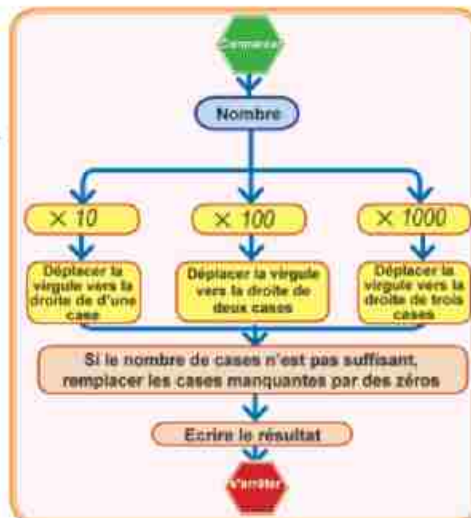 Commencer
Nombre
× 10
× 100
× 1000
Déplacer la
virgule vers la
droite de d'une
case
Déplacer la virgule
vers la droite de
deux cases
Déplacer la
virgule vers la
droite de trois
cases
Si le nombre de cases n'est pas suffisant,
remplacer les cases manquantes par des zéros
Ecrire le résultat
s'arrêter